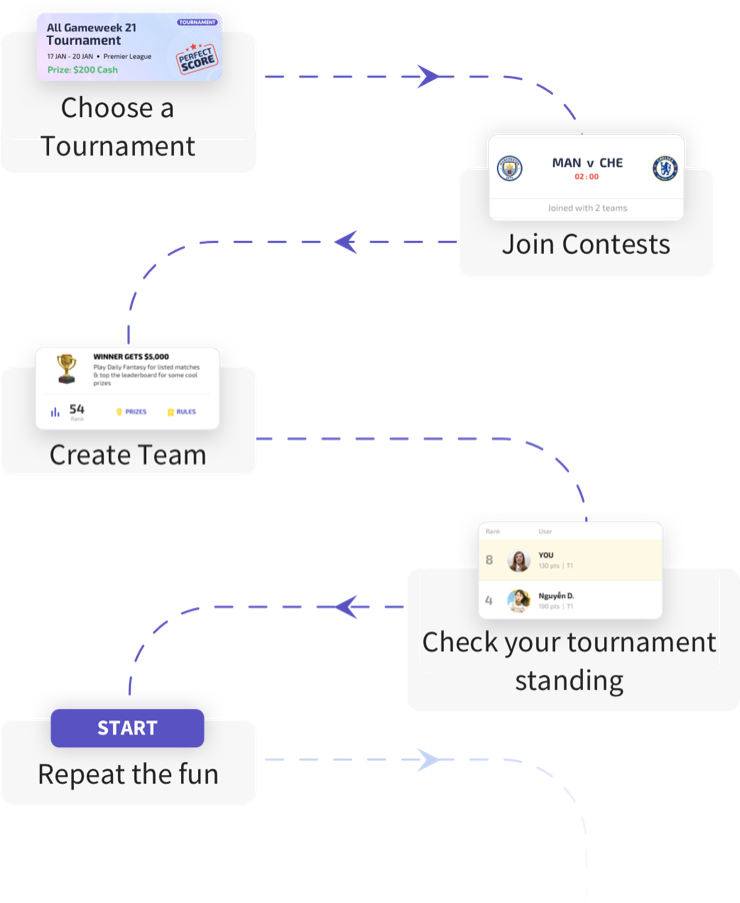 All Gameweek 21
Tournament
TOURNAMENT
17 JAN - 20 JAN • Premier League
Prize: $200 Cash
PERFECT
SCORE
Choose a
Tournament
MAN v CHE
02 : 00
Joined with 2 teams
Join Contests
WINNER GETS $5,000
Play Daily Fantasy for listed matches
& top the leaderboard for some cool
prizes
54
Rank
PRIZES
RULES
Create Team
Rank User
8 YOU
130 pts | T1
4 Nguyễn D.
190 pts | T1
Check your tournament
standing
START
Repeat the fun